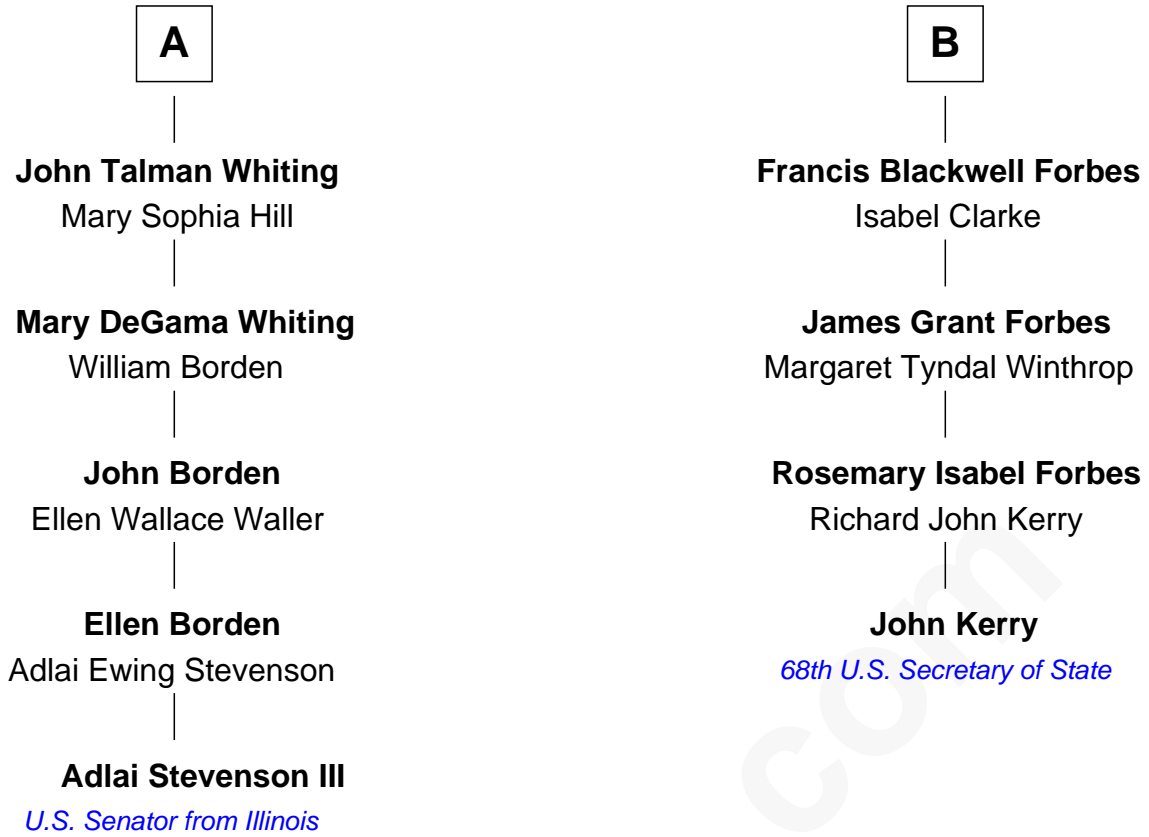 A
John Talman Whiting
Mary Sophia Hill
Mary DeGama Whiting
William Borden
John Borden
Ellen Wallace Waller
Ellen Borden
Adlai Ewing Stevenson
Adlai Stevenson III
U.S. Senator from Illinois
B
Francis Blackwell Forbes
Isabel Clarke
James Grant Forbes
Margaret Tyndal Winthrop
Rosemary Isabel Forbes
Richard John Kerry
John Kerry
68th U.S. Secretary of State
com